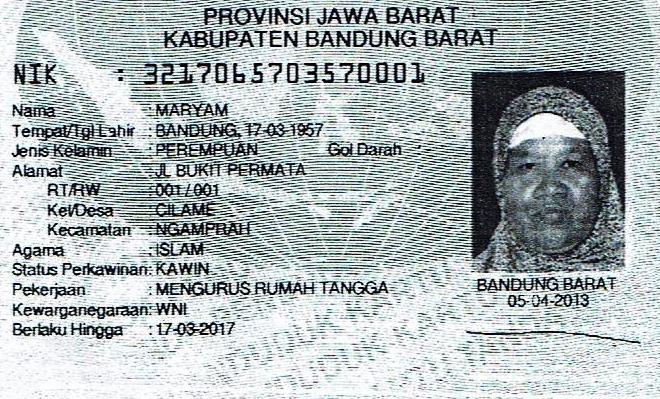 PROVINSI JAWA BARAT
KABUPATEN BANDUNG BARAT
NIK : 3217065703570001
Nama : MARYAM
Tempat/Tgl Lahir : BANDUNG, 17-03-1957
Jenis Kelamin : PEREMPUAN Gol Darah
Alamat : JL BUKIT PERMATA
RT/RW : 001/001
Kel/Desa : CILAME
Kecamatan : NGAMPRAH
Agama : ISLAM
Status Perkawinan: KAWIN
Pekerjaan : MENGURUS RUMAH TANGGA
Kewarganegaraan: WNI
Berlaku Hingga : 17-03-2017
BANDUNG BARAT
05-04-2013